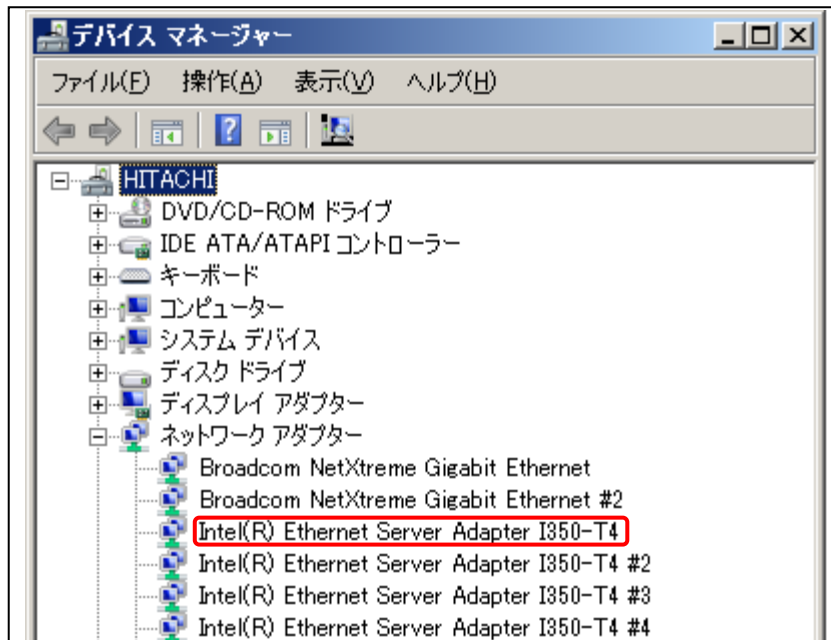 デバイス マネージャー
ファイル(F) 操作(A) 表示(V) ヘルプ(H)
HITACHI
DVD/CD-ROM ドライブ
IDE ATA/ATAPI コントローラー
キーボード
コンピューター
システム デバイス
ディスク ドライブ
ディスプレイ アダプター
ネットワーク アダプター
Broadcom NetXtreme Gigabit Ethernet
Broadcom NetXtreme Gigabit Ethernet #2
Intel(R) Ethernet Server Adapter I350-T4
Intel(R) Ethernet Server Adapter I350-T4 #2
Intel(R) Ethernet Server Adapter I350-T4 #3
Intel(R) Ethernet Server Adapter I350-T4 #4